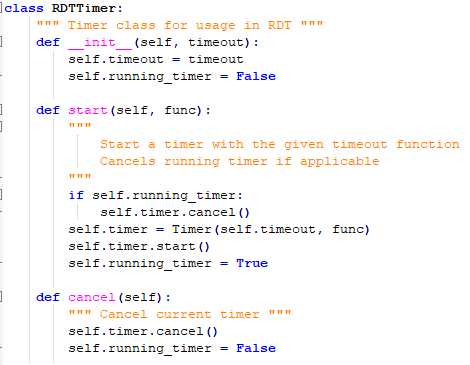 class RDTTimer:
    """ Timer class for usage in RDT """
    def __init__(self, timeout):
        self.timeout = timeout
        self.running_timer = False

    def start(self, func):
        """
            Start a timer with the given timeout function
            Cancels running timer if applicable
        """
        if self.running_timer:
            self.timer.cancel()
        self.timer = Timer(self.timeout, func)
        self.timer.start()
        self.running_timer = True

    def cancel(self):
        """ Cancel current timer """
        self.timer.cancel()
        self.running_timer = False